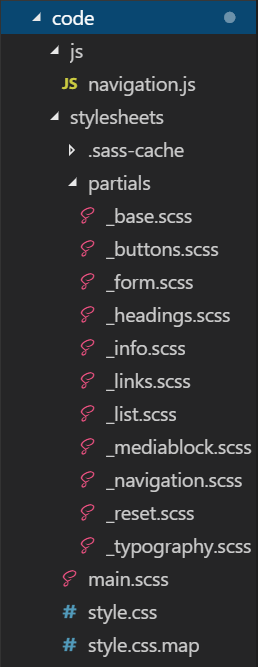 code
js
JS navigation.js
stylesheets
.sass-cache
partials
_base.scss
_buttons.scss
_form.scss
_headings.scss
_info.scss
_links.scss
_list.scss
_mediablock.scss
_navigation.scss
_reset.scss
_typography.scss
main.scss
# style.css
# style.css.map